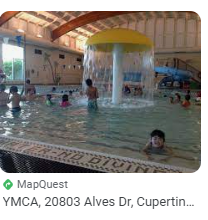 MapQuest
YMCA, 20803 Alves Dr, Cupertin...